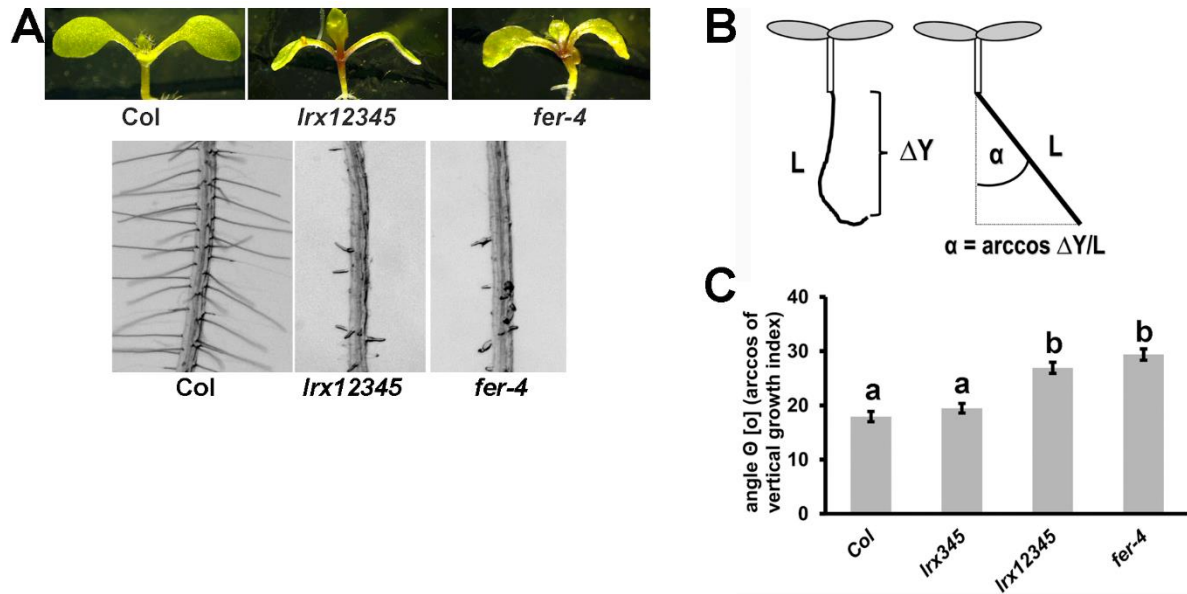 A
Col lrx12345 fer-4
Col lrx12345 fer-4
B
L ΔY α L
α = arccos ΔY/L
C
angle Θ [o] (arccos of
vertical growth index)
40
30
20
10
0
a a b b
Col lrx345 lrx12345 fer-4